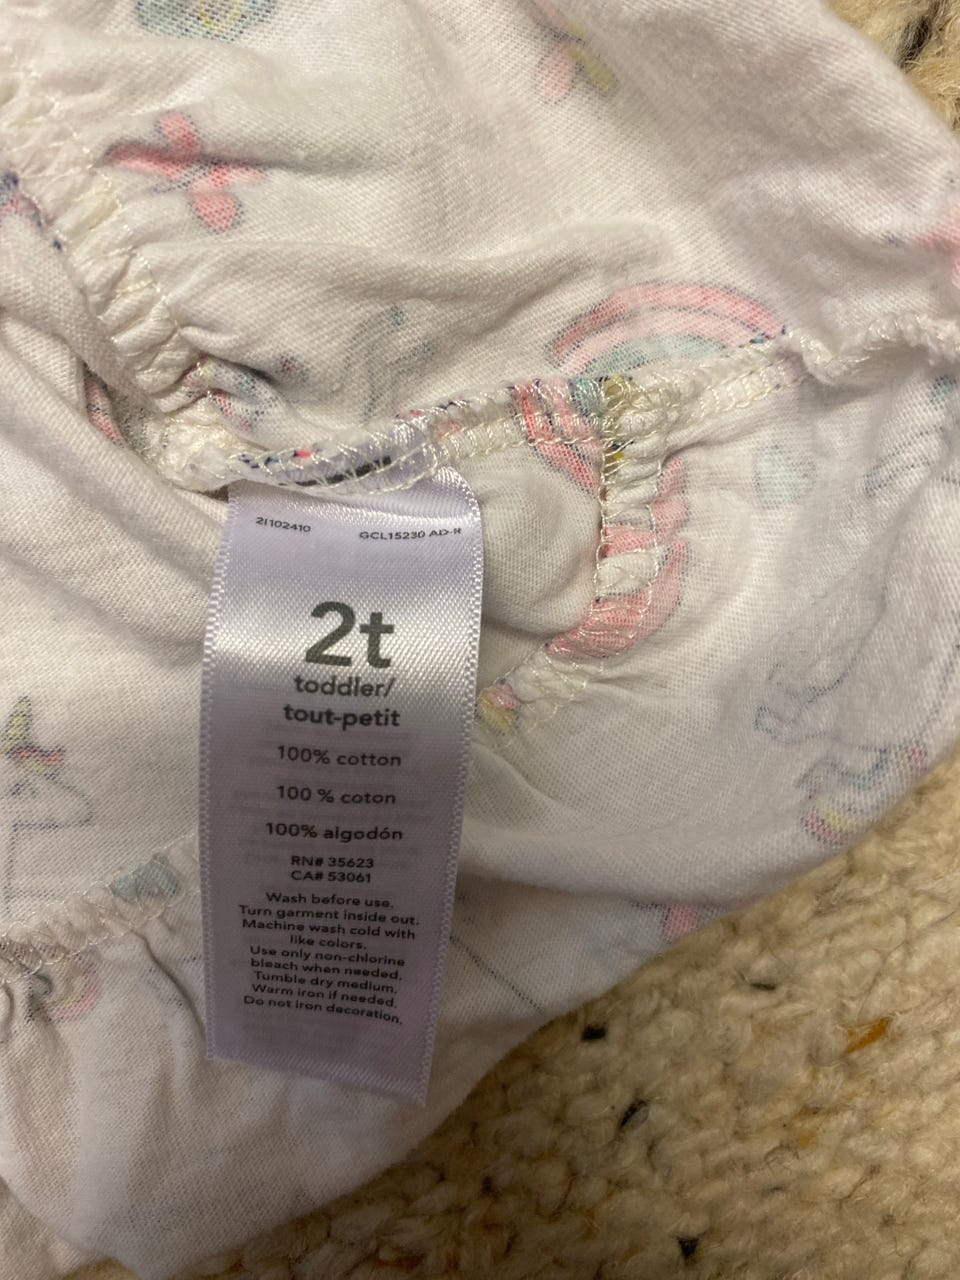 21102410
GCL15230 AD-R
2t
toddler/
tout-petit
100% cotton
100 % coton
100% algodón
RN# 35623
CA# 53061
Wash before use.
Turn garment inside out.
Machine wash cold with
like colors.
Use only non-chlorine
bleach when needed.
Tumble dry medium.
Warm iron if needed.
Do not iron decoration.